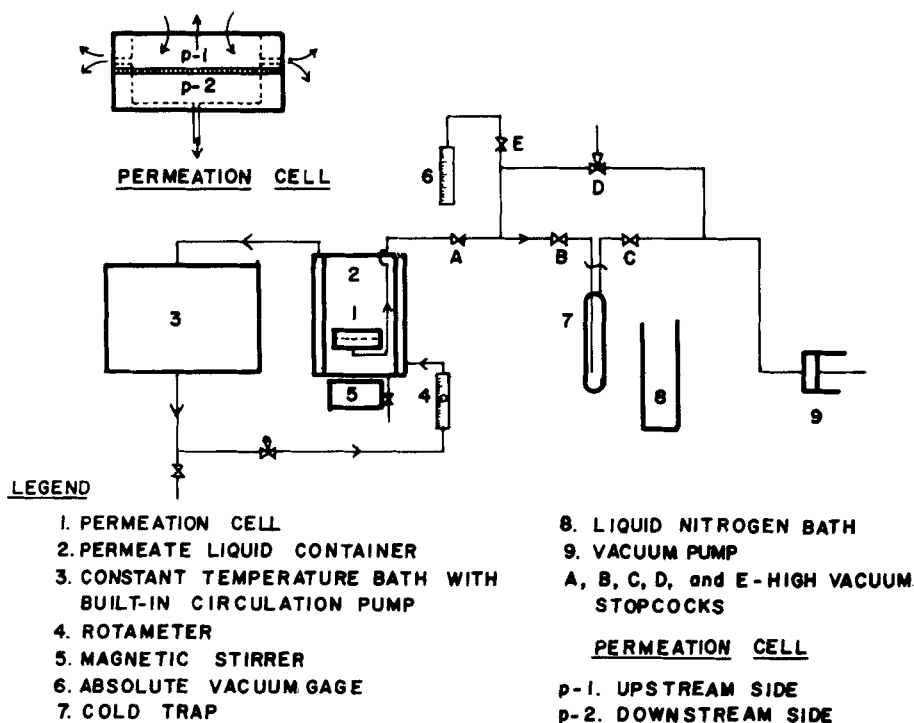 p-1
p-2
PERMEATION CELL
E
6
D
A
B
C
2
1
3
7
5
4
8
9
LEGEND
1. PERMEATION CELL
2. PERMEATE LIQUID CONTAINER
3. CONSTANT TEMPERATURE BATH WITH
BUILT-IN CIRCULATION PUMP
4. ROTAMETER
5. MAGNETIC STIRRER
6. ABSOLUTE VACUUM GAGE
7. COLD TRAP
8. LIQUID NITROGEN BATH
9. VACUUM PUMP
A, B, C, D, and E-HIGH VACUUM
STOPCOCKS
PERMEATION CELL
p-1. UPSTREAM SIDE
p-2. DOWNSTREAM SIDE